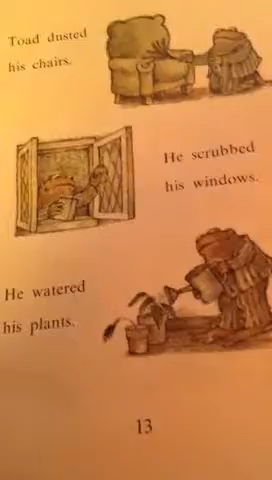 Toad dusted
his chairs.
He scrubbed
his windows.
He watered
his plants.
13